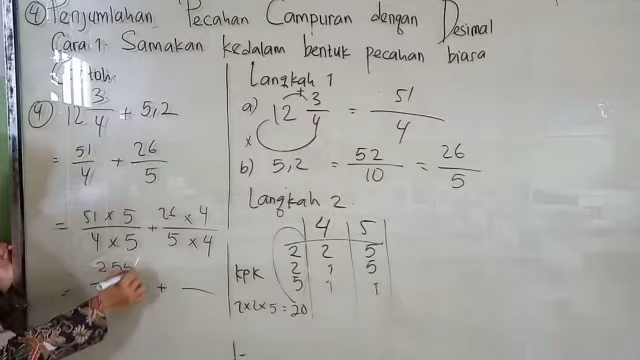 ④ Penjumlahan Pecahan Campuran dengan Desimal
Cara 1: Samakan kedalam bentuk pecahan biasa
Contoh
④ 12 3/4 + 5,2
= 51/4 + 26/5
= 51 x 5 / 4 x 5 + 26 x 4 / 5 x 4
= 255 + —
Langkah 1
a) 12 3/4 = 51/4
x +
b) 5,2 = 52/10 = 26/5
Langkah 2
4 5
2 2 5
2 1 5
5 1 1
KPK
2x2x5 = 20